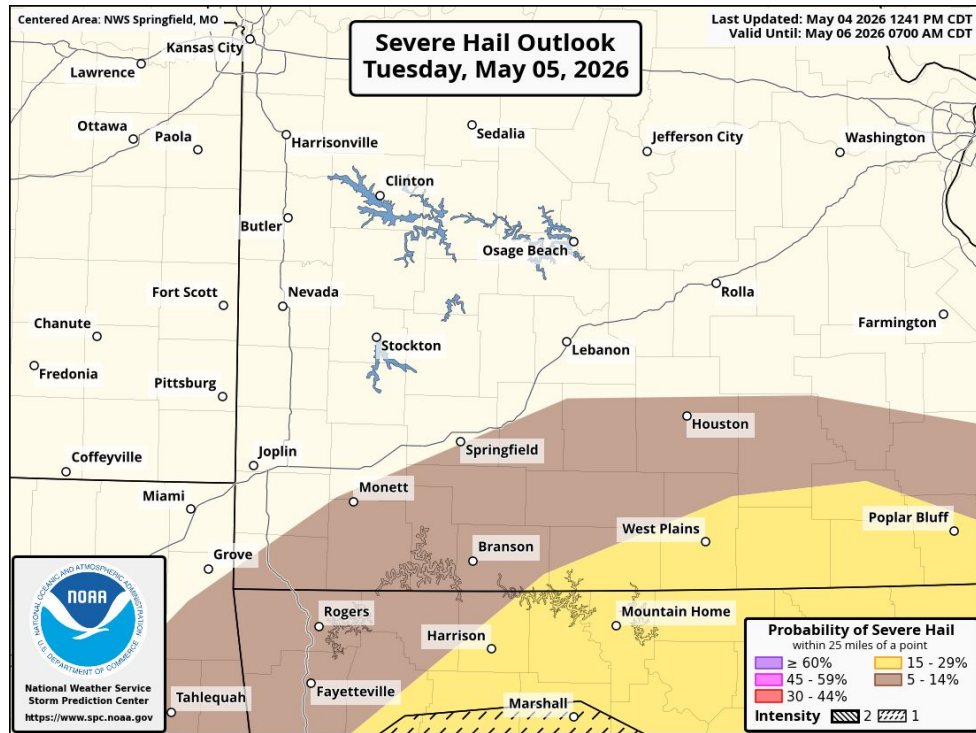 Centered Area: NWS Springfield, MO
Last Updated: May 04 2026 1241 PM CDT
Valid Until: May 06 2026 0700 AM CDT
Severe Hail Outlook
Tuesday, May 05, 2026
Kansas City
Lawrence
Ottawa
Paola
Harrisonville
Sedalia
Jefferson City
Washington
Clinton
Butler
Osage Beach
Fort Scott
Nevada
Rolla
Chanute
Farmington
Stockton
Lebanon
Fredonia
Pittsburg
Houston
Coffeyville
Joplin
Springfield
Miami
Monett
West Plains
Poplar Bluff
Grove
Branson
Rogers
Mountain Home
Harrison
Tahlequah
Fayetteville
Marshall
NATIONAL OCEANIC AND ATMOSPHERIC ADMINISTRATION
NOAA
U.S. DEPARTMENT OF COMMERCE
National Weather Service
Storm Prediction Center
https://www.spc.noaa.gov
Probability of Severe Hail
within 25 miles of a point
≥ 60%
15 - 29%
45 - 59%
5 - 14%
30 - 44%
Intensity 2 1